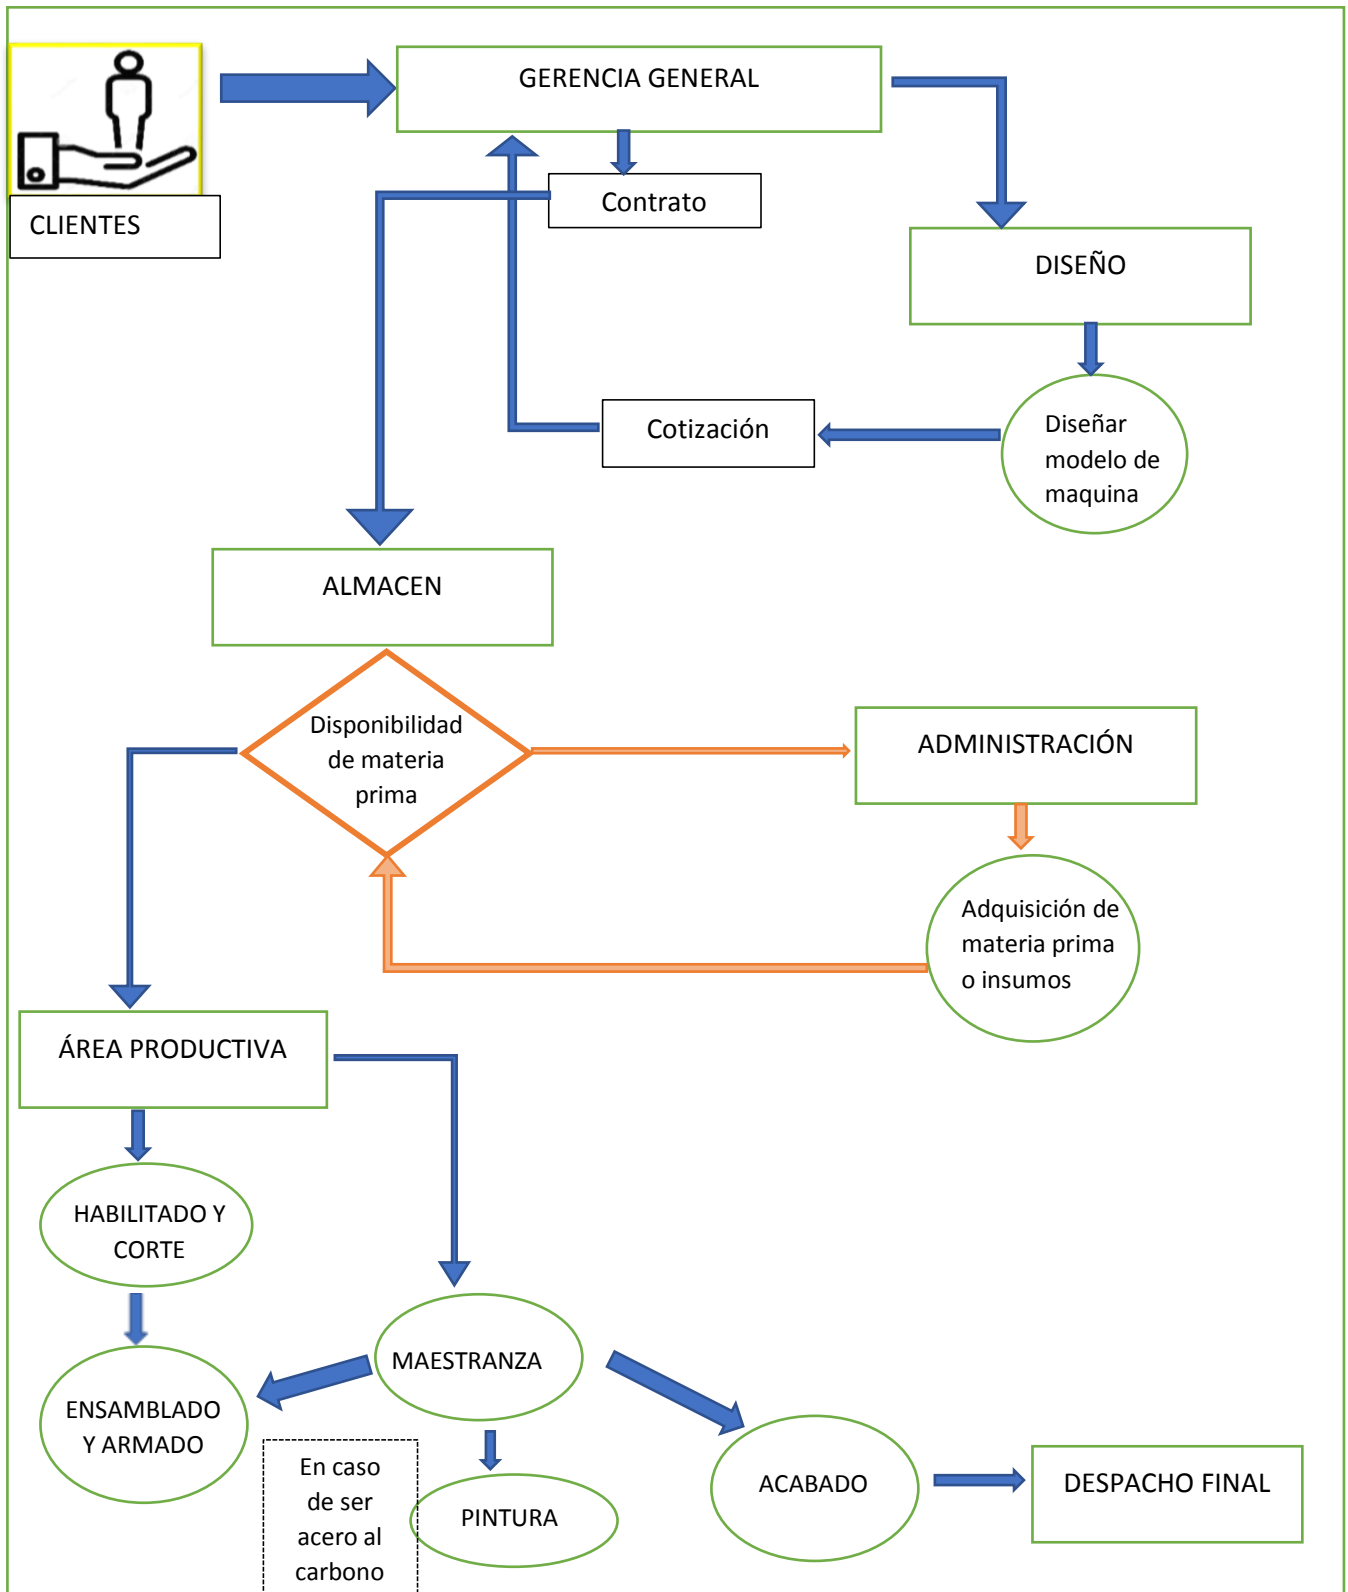 GERENCIA GENERAL
Contrato
CLIENTES
DISEÑO
Diseñar
modelo de
maquina
Cotización
ALMACEN
Disponibilidad
de materia
prima
ADMINISTRACIÓN
Adquisición de
materia prima
o insumos
ÁREA PRODUCTIVA
HABILITADO Y
CORTE
MAESTRANZA
ENSAMBLADO
Y ARMADO
En caso
de ser
acero al
carbono
PINTURA
ACABADO
DESPACHO FINAL